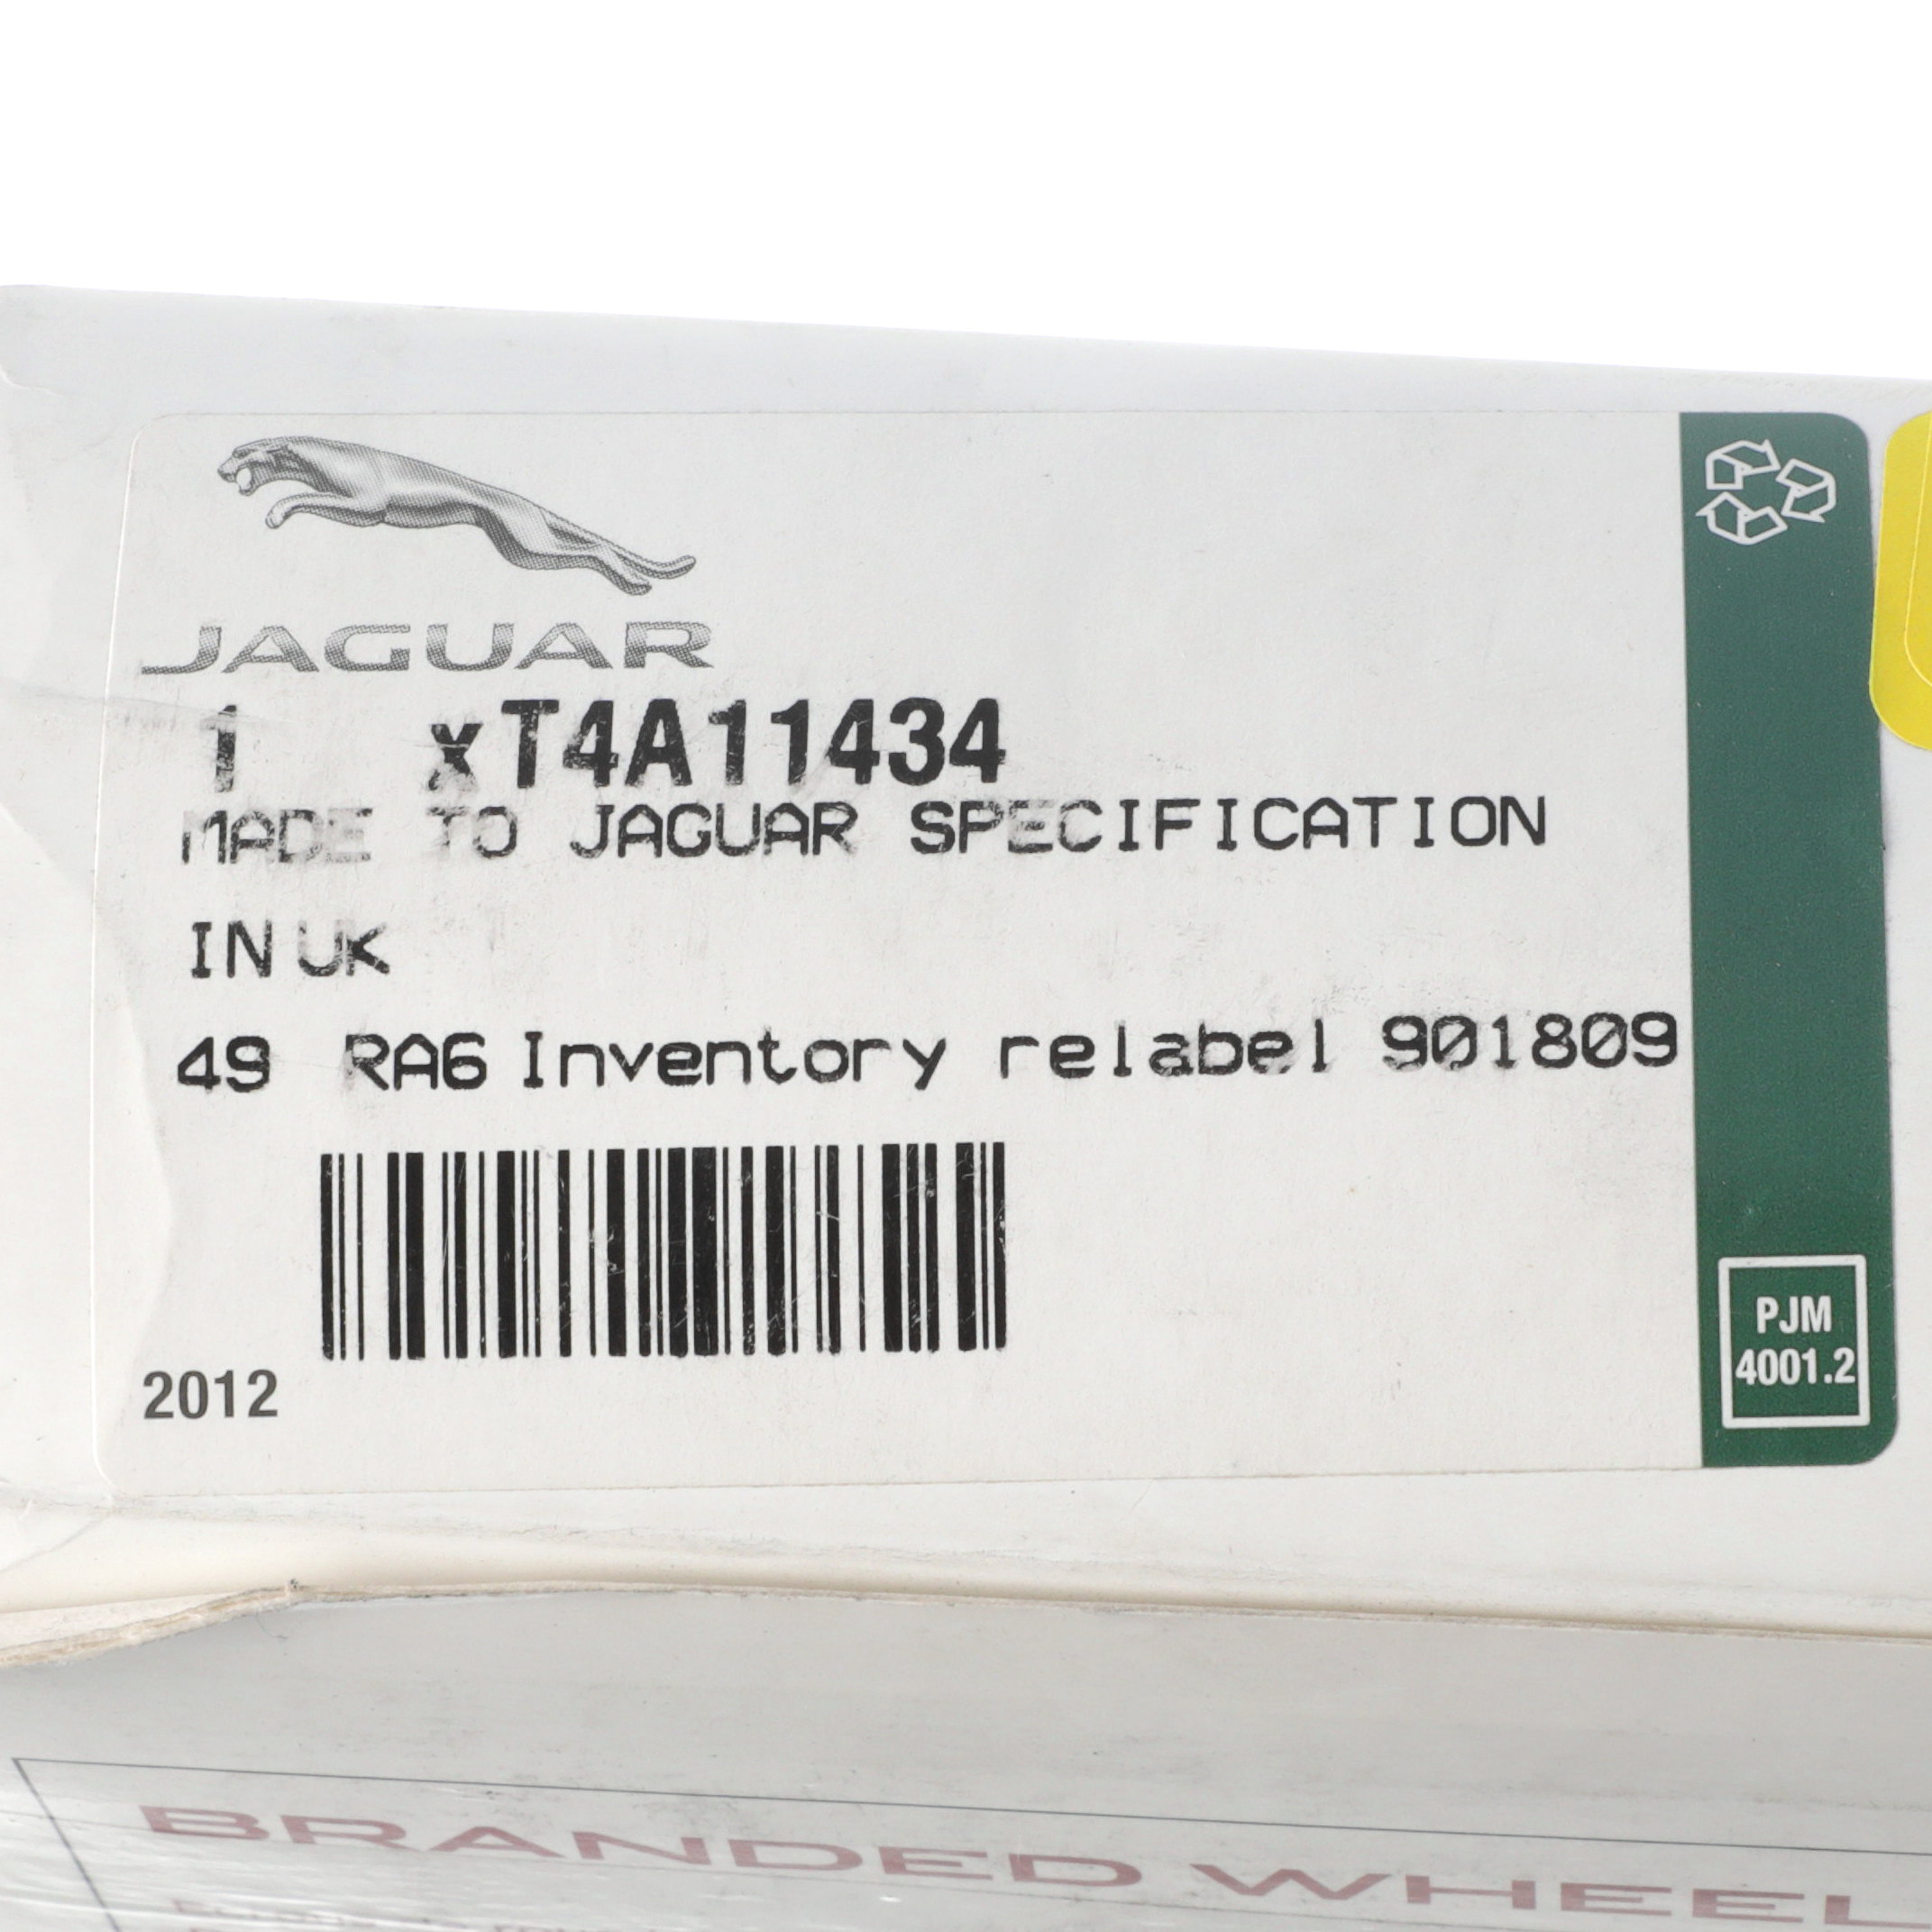 JAGUAR
1 xT4A11434
MADE TO JAGUAR SPECIFICATION
IN UK
49 RA6 Inventory relabel 901809
2012
PJM
4001.2
BRANDED WHEEL